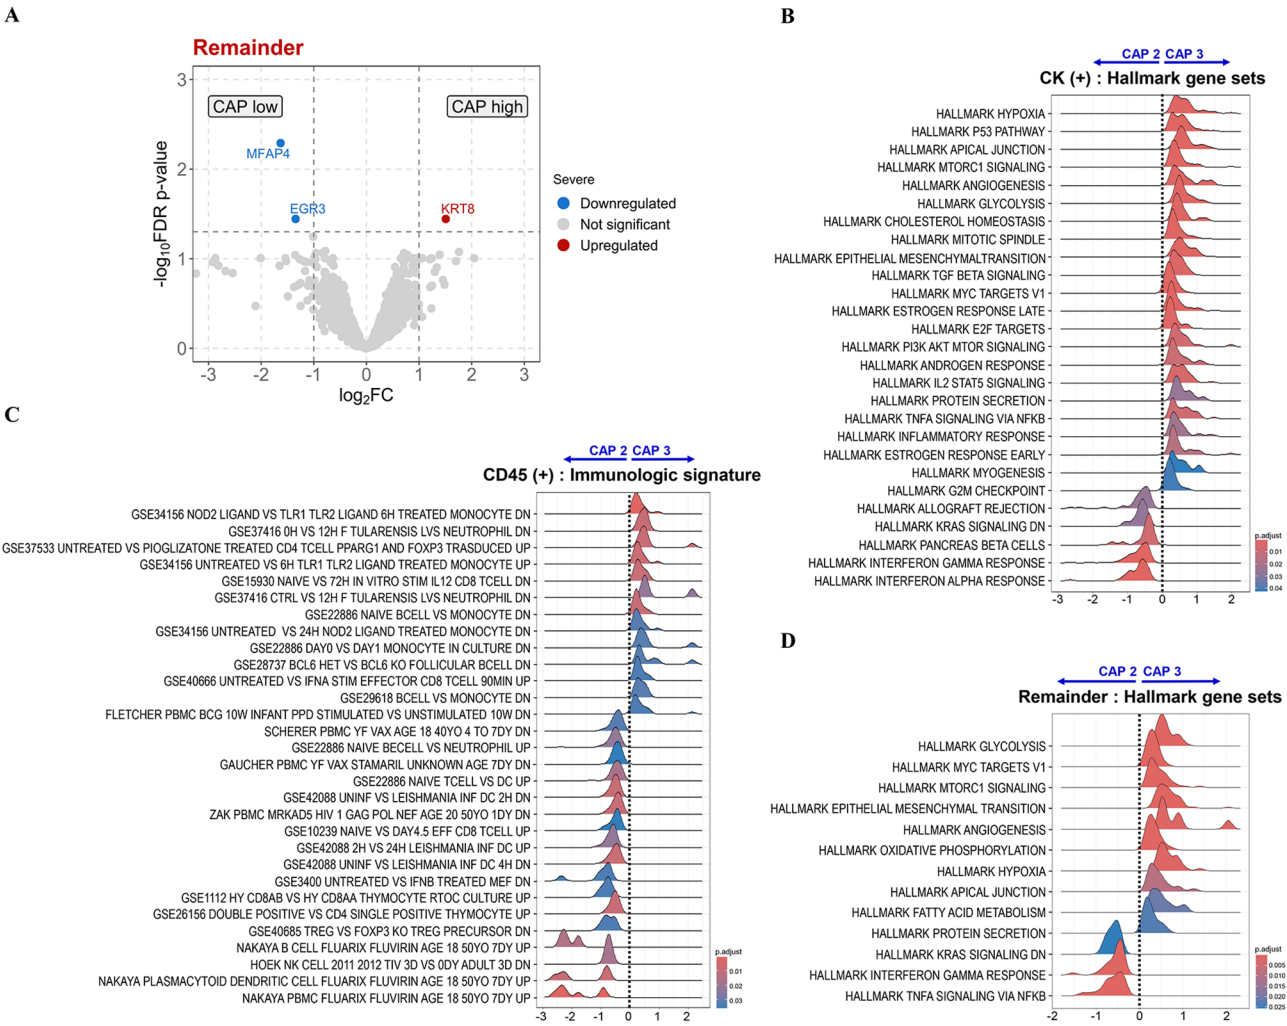 A
Remainder
CAP low
CAP high
MFAP4
EGR3
KRT8
3
2
1
0
-log10FDR p-value
-3 -2 -1 0 1 2 3
log2FC
Severe
Downregulated
Not significant
Upregulated
B
CAP 2 CAP 3
CK (+) : Hallmark gene sets
HALLMARK HYPOXIA
HALLMARK P53 PATHWAY
HALLMARK APICAL JUNCTION
HALLMARK MTORC1 SIGNALING
HALLMARK ANGIOGENESIS
HALLMARK GLYCOLYSIS
HALLMARK CHOLESTEROL HOMEOSTASIS
HALLMARK MITOTIC SPINDLE
HALLMARK EPITHELIAL MESENCHYMALTRANSITION
HALLMARK TGF BETA SIGNALING
HALLMARK MYC TARGETS V1
HALLMARK ESTROGEN RESPONSE LATE
HALLMARK E2F TARGETS
HALLMARK PI3K AKT MTOR SIGNALING
HALLMARK ANDROGEN RESPONSE
HALLMARK IL2 STAT5 SIGNALING
HALLMARK PROTEIN SECRETION
HALLMARK TNFA SIGNALING VIA NFKB
HALLMARK INFLAMMATORY RESPONSE
HALLMARK ESTROGEN RESPONSE EARLY
HALLMARK MYOGENESIS
HALLMARK G2M CHECKPOINT
HALLMARK ALLOGRAFT REJECTION
HALLMARK KRAS SIGNALING DN
HALLMARK PANCREAS BETA CELLS
HALLMARK INTERFERON GAMMA RESPONSE
HALLMARK INTERFERON ALPHA RESPONSE
-3 -2 -1 0 1 2
p.adjust
0.01
0.02
0.03
0.04
C
CAP 2 CAP 3
CD45 (+) : Immunologic signature
GSE34156 NOD2 LIGAND VS TLR1 TLR2 LIGAND 6H TREATED MONOCYTE DN
GSE37416 0H VS 12H F TULARENSIS LVS NEUTROPHIL DN
GSE37533 UNTREATED VS PIOGLIZATONE TREATED CD4 TCELL PPARG1 AND FOXP3 TRASDUCED UP
GSE34156 UNTREATED VS 6H TLR1 TLR2 LIGAND TREATED MONOCYTE UP
GSE15930 NAIVE VS 72H IN VITRO STIM IL12 CD8 TCELL DN
GSE37416 CTRL VS 12H F TULARENSIS LVS NEUTROPHIL DN
GSE22886 NAIVE BCELL VS MONOCYTE DN
GSE34156 UNTREATED VS 24H NOD2 LIGAND TREATED MONOCYTE DN
GSE22886 DAY0 VS DAY1 MONOCYTE IN CULTURE DN
GSE28737 BCL6 HET VS BCL6 KO FOLLICULAR BCELL DN
GSE40666 UNTREATED VS IFNA STIM EFFECTOR CD8 TCELL 90MIN UP
GSE29618 BCELL VS MONOCYTE DN
FLETCHER PBMC BCG 10W INFANT PPD STIMULATED VS UNSTIMULATED 10W DN
SCHERER PBMC YF VAX AGE 18 40YO 4 TO 7DY DN
GSE22886 NAIVE BECELL VS NEUTROPHIL UP
GAUCHER PBMC YF VAX STAMARIL UNKNOWN AGE 7DY DN
GSE22886 NAIVE TCELL VS DC UP
GSE42088 UNINF VS LEISHMANIA INF DC 2H DN
ZAK PBMC MRKAD5 HIV 1 GAG POL NEF AGE 20 50YO 1DY DN
GSE10239 NAIVE VS DAY4.5 EFF CD8 TCELL UP
GSE42088 2H VS 24H LEISHMANIA INF DC UP
GSE42088 UNINF VS LEISHMANIA INF DC 4H DN
GSE3400 UNTREATED VS IFNB TREATED MEF DN
GSE1112 HY CD8AB VS HY CD8AA THYMOCYTE RTOC CULTURE UP
GSE26156 DOUBLE POSITIVE VS CD4 SINGLE POSITIVE THYMOCYTE UP
GSE40685 TREG VS FOXP3 KO TREG PRECURSOR DN
NAKAYA B CELL FLUARIX FLUVIRIN AGE 18 50YO 7DY UP
HOEK NK CELL 2011 2012 TIV 3D VS 0DY ADULT 3D DN
NAKAYA PLASMACYTOID DENDRITIC CELL FLUARIX FLUVIRIN AGE 18 50YO 7DY UP
NAKAYA PBMC FLUARIX FLUVIRIN AGE 18 50YO 7DY UP
-3 -2 -1 0 1 2
p.adjust
0.01
0.02
0.03
D
CAP 2 CAP 3
Remainder : Hallmark gene sets
HALLMARK GLYCOLYSIS
HALLMARK MYC TARGETS V1
HALLMARK MTORC1 SIGNALING
HALLMARK EPITHELIAL MESENCHYMAL TRANSITION
HALLMARK ANGIOGENESIS
HALLMARK OXIDATIVE PHOSPHORYLATION
HALLMARK HYPOXIA
HALLMARK APICAL JUNCTION
HALLMARK FATTY ACID METABOLISM
HALLMARK PROTEIN SECRETION
HALLMARK KRAS SIGNALING DN
HALLMARK INTERFERON GAMMA RESPONSE
HALLMARK TNFA SIGNALING VIA NFKB
-2 -1 0 1 2
p.adjust
0.005
0.010
0.015
0.020
0.025